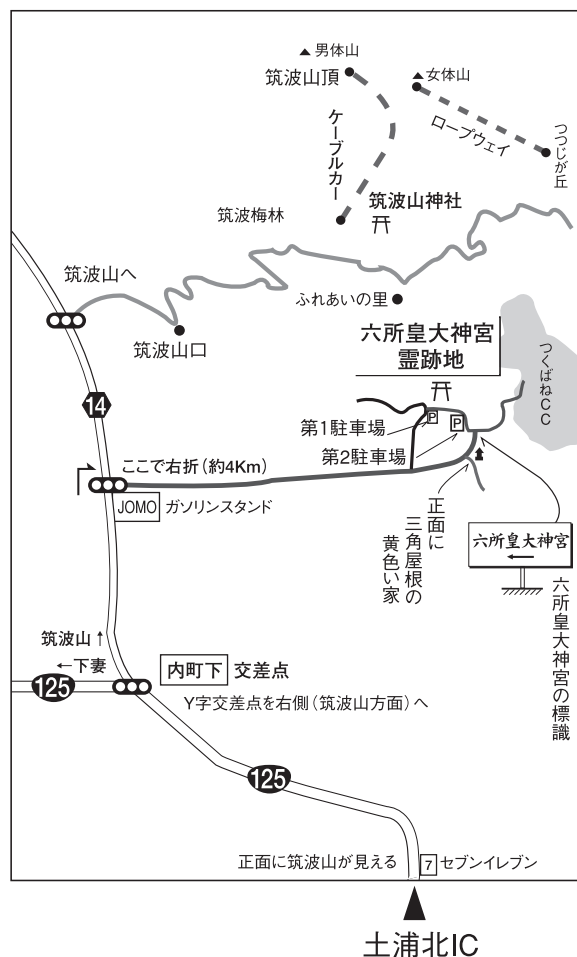 ▲男体山
筑波山頂
▲女体山
ケーブルカー
ロープウェイ
つつじが丘
筑波山神社
筑波梅林
筑波山へ
ふれあいの里
筑波山口
六所皇大神宮
霊跡地
つくばねCC
14
P
第1駐車場
P
第2駐車場
ここで右折(約4Km)
JOMO ガソリンスタンド
正面に
三角屋根の
黄色い家
六所皇大神宮
←
六所皇大神宮の標識
筑波山↑
←下妻
125
内町下 交差点
Y字交差点を右側(筑波山方面)へ
125
正面に筑波山が見える
7 セブンイレブン
土浦北IC